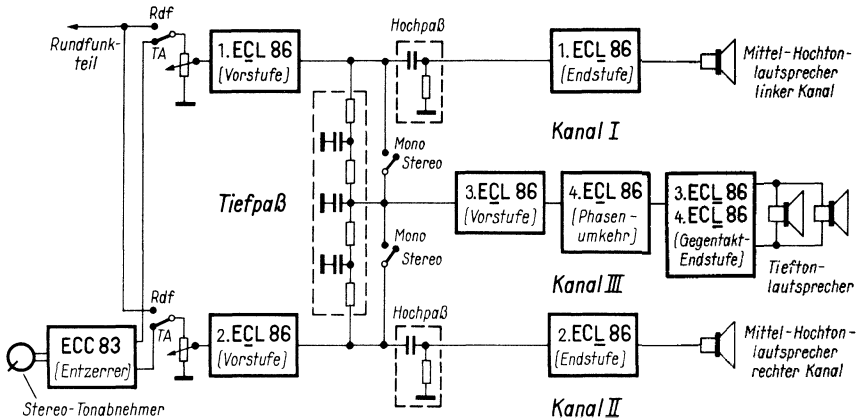 Rdf
Rundfunk-
teil
TA
1. ECL 86
(Vorstufe)
Hochpaß
1. ECL 86
(Endstufe)
Mittel-Hochton-
lautsprecher
linker Kanal
Kanal I
Tiefpaß
Mono
Stereo
Mono
Stereo
3. ECL 86
(Vorstufe)
4. ECL 86
(Phasen-
umkehr)
3. ECL 86
4. ECL 86
(Gegentakt-
Endstufe)
Tiefton-
lautsprecher
Kanal III
Rdf
TA
ECC 83
(Entzerrer)
Stereo-Tonabnehmer
2. ECL 86
(Vorstufe)
Hochpaß
2. ECL 86
(Endstufe)
Mittel-Hochton-
lautsprecher
rechter Kanal
Kanal II